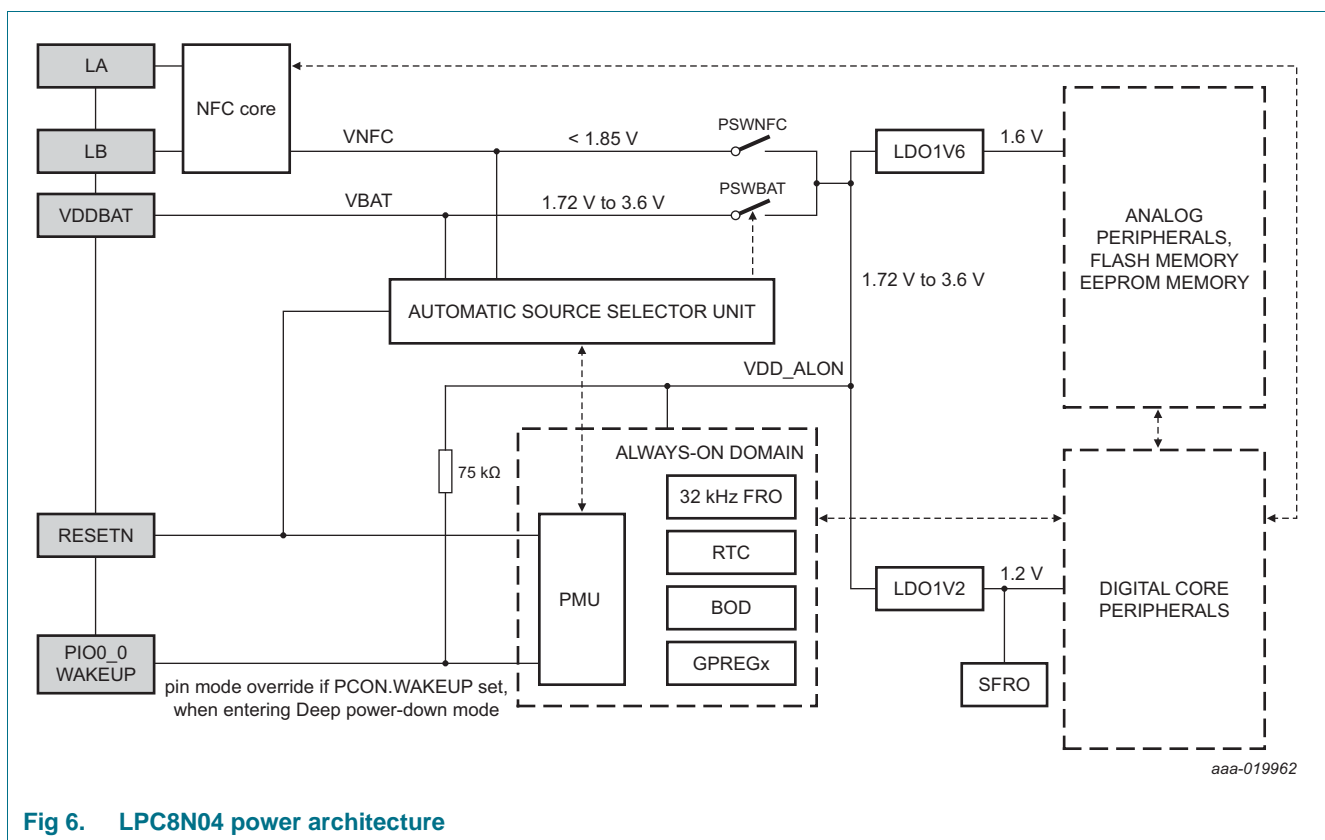 LA
NFC core
LB
VDDBAT
VNFC
< 1.85 V
PSWNFC
VBAT
1.72 V to 3.6 V
PSWBAT
LDO1V6
1.6 V
ANALOG
PERIPHERALS,
FLASH MEMORY
EEPROM MEMORY
1.72 V to 3.6 V
AUTOMATIC SOURCE SELECTOR UNIT
VDD_ALON
75 kΩ
ALWAYS-ON DOMAIN
32 kHz FRO
RTC
BOD
GPREGx
PMU
RESETN
PIO0_0
WAKEUP
pin mode override if PCON.WAKEUP set,
when entering Deep power-down mode
LDO1V2
1.2 V
SFRO
DIGITAL CORE
PERIPHERALS
aaa-019962
Fig 6. LPC8N04 power architecture